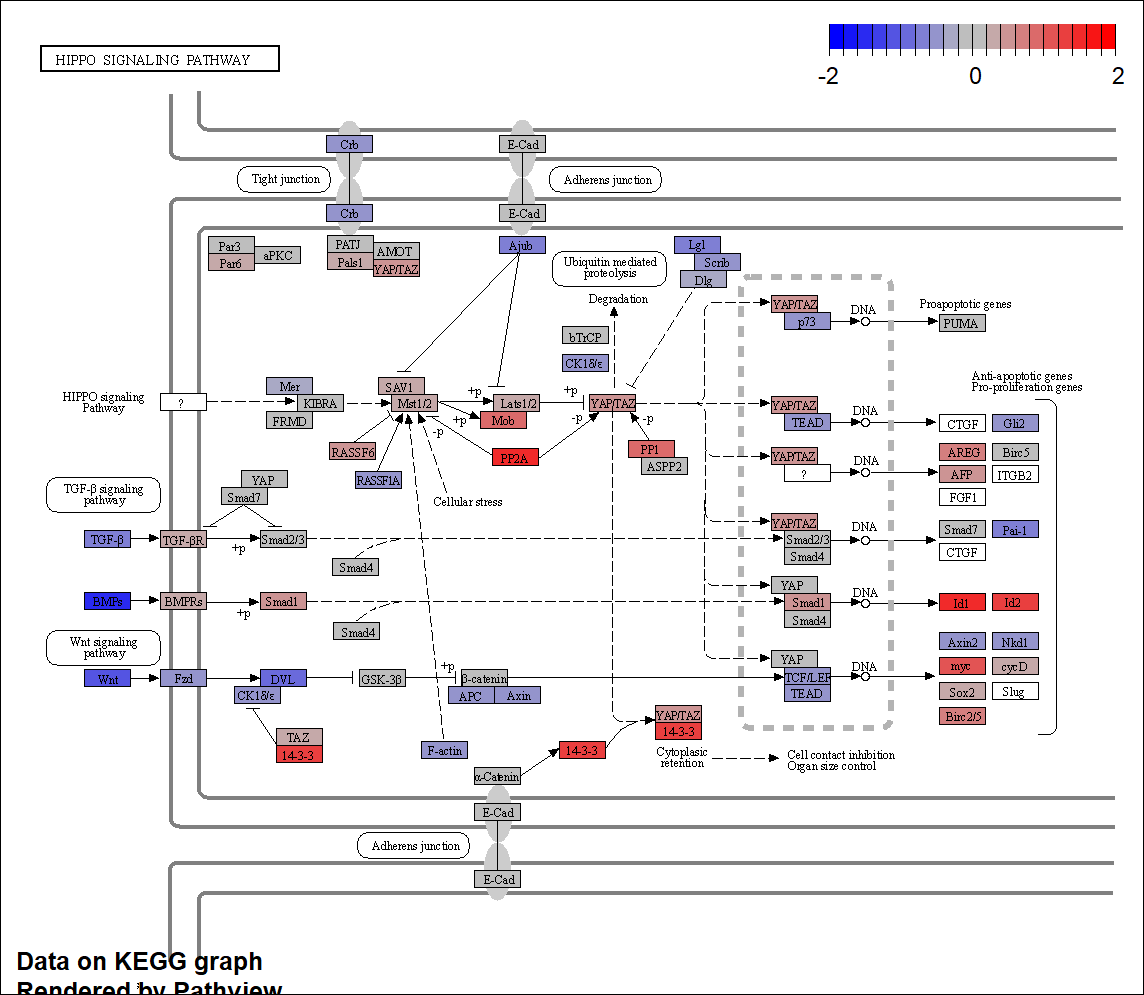 HIPPO SIGNALING PATHWAY
-2 0 2
Crb
E-Cad
Tight junction
Adherens junction
Crb
E-Cad
Par3
Par6
aPKC
PATJ
Pals1
AMOT
YAP/TAZ
Ajub
Ubiquitin mediated
proteolysis
Lgl
Scrib
Dlg
Degradation
bTrCP
CK1δ/ε
YAP/TAZ
p73
DNA
Proapoptotic genes
PUMA
Anti-apoptotic genes
Pro-proliferation genes
HIPPO signaling
Pathway
?
Mer
KIBRA
FRMD
SAV1
Mst1/2
+p
+p
-p
Lats1/2
Mob
+p
-p
YAP/TAZ
-p
YAP/TAZ
TEAD
DNA
CTGF
Gli2
RASSF6
RASSF1A
PP2A
PP1
ASPP2
YAP/TAZ
?
DNA
AREG
Birc5
AFP
ITGB2
FGF1
Cellular stress
TGF-β signaling
pathway
YAP
Smad7
TGF-β
TGF-βR
+p
Smad2/3
Smad4
YAP/TAZ
Smad2/3
Smad4
DNA
Smad7
Pai-1
CTGF
BMPs
BMPRs
+p
Smad1
Smad4
YAP
Smad1
Smad4
DNA
Id1
Id2
Wnt signaling
pathway
Wnt
Fzd
DVL
CK1δ/ε
GSK-3β
+p
β-catenin
APC
Axin
YAP
TCF/LEF
TEAD
DNA
Axin2
Nkd1
myc
cycD
Sox2
Slug
Birc2/5
TAZ
14-3-3
F-actin
14-3-3
YAP/TAZ
14-3-3
Cytoplasic
retention
Cell contact inhibition
Organ size control
α-Catenin
E-Cad
Adherens junction
E-Cad
Data on KEGG graph
Rendered by Pathview